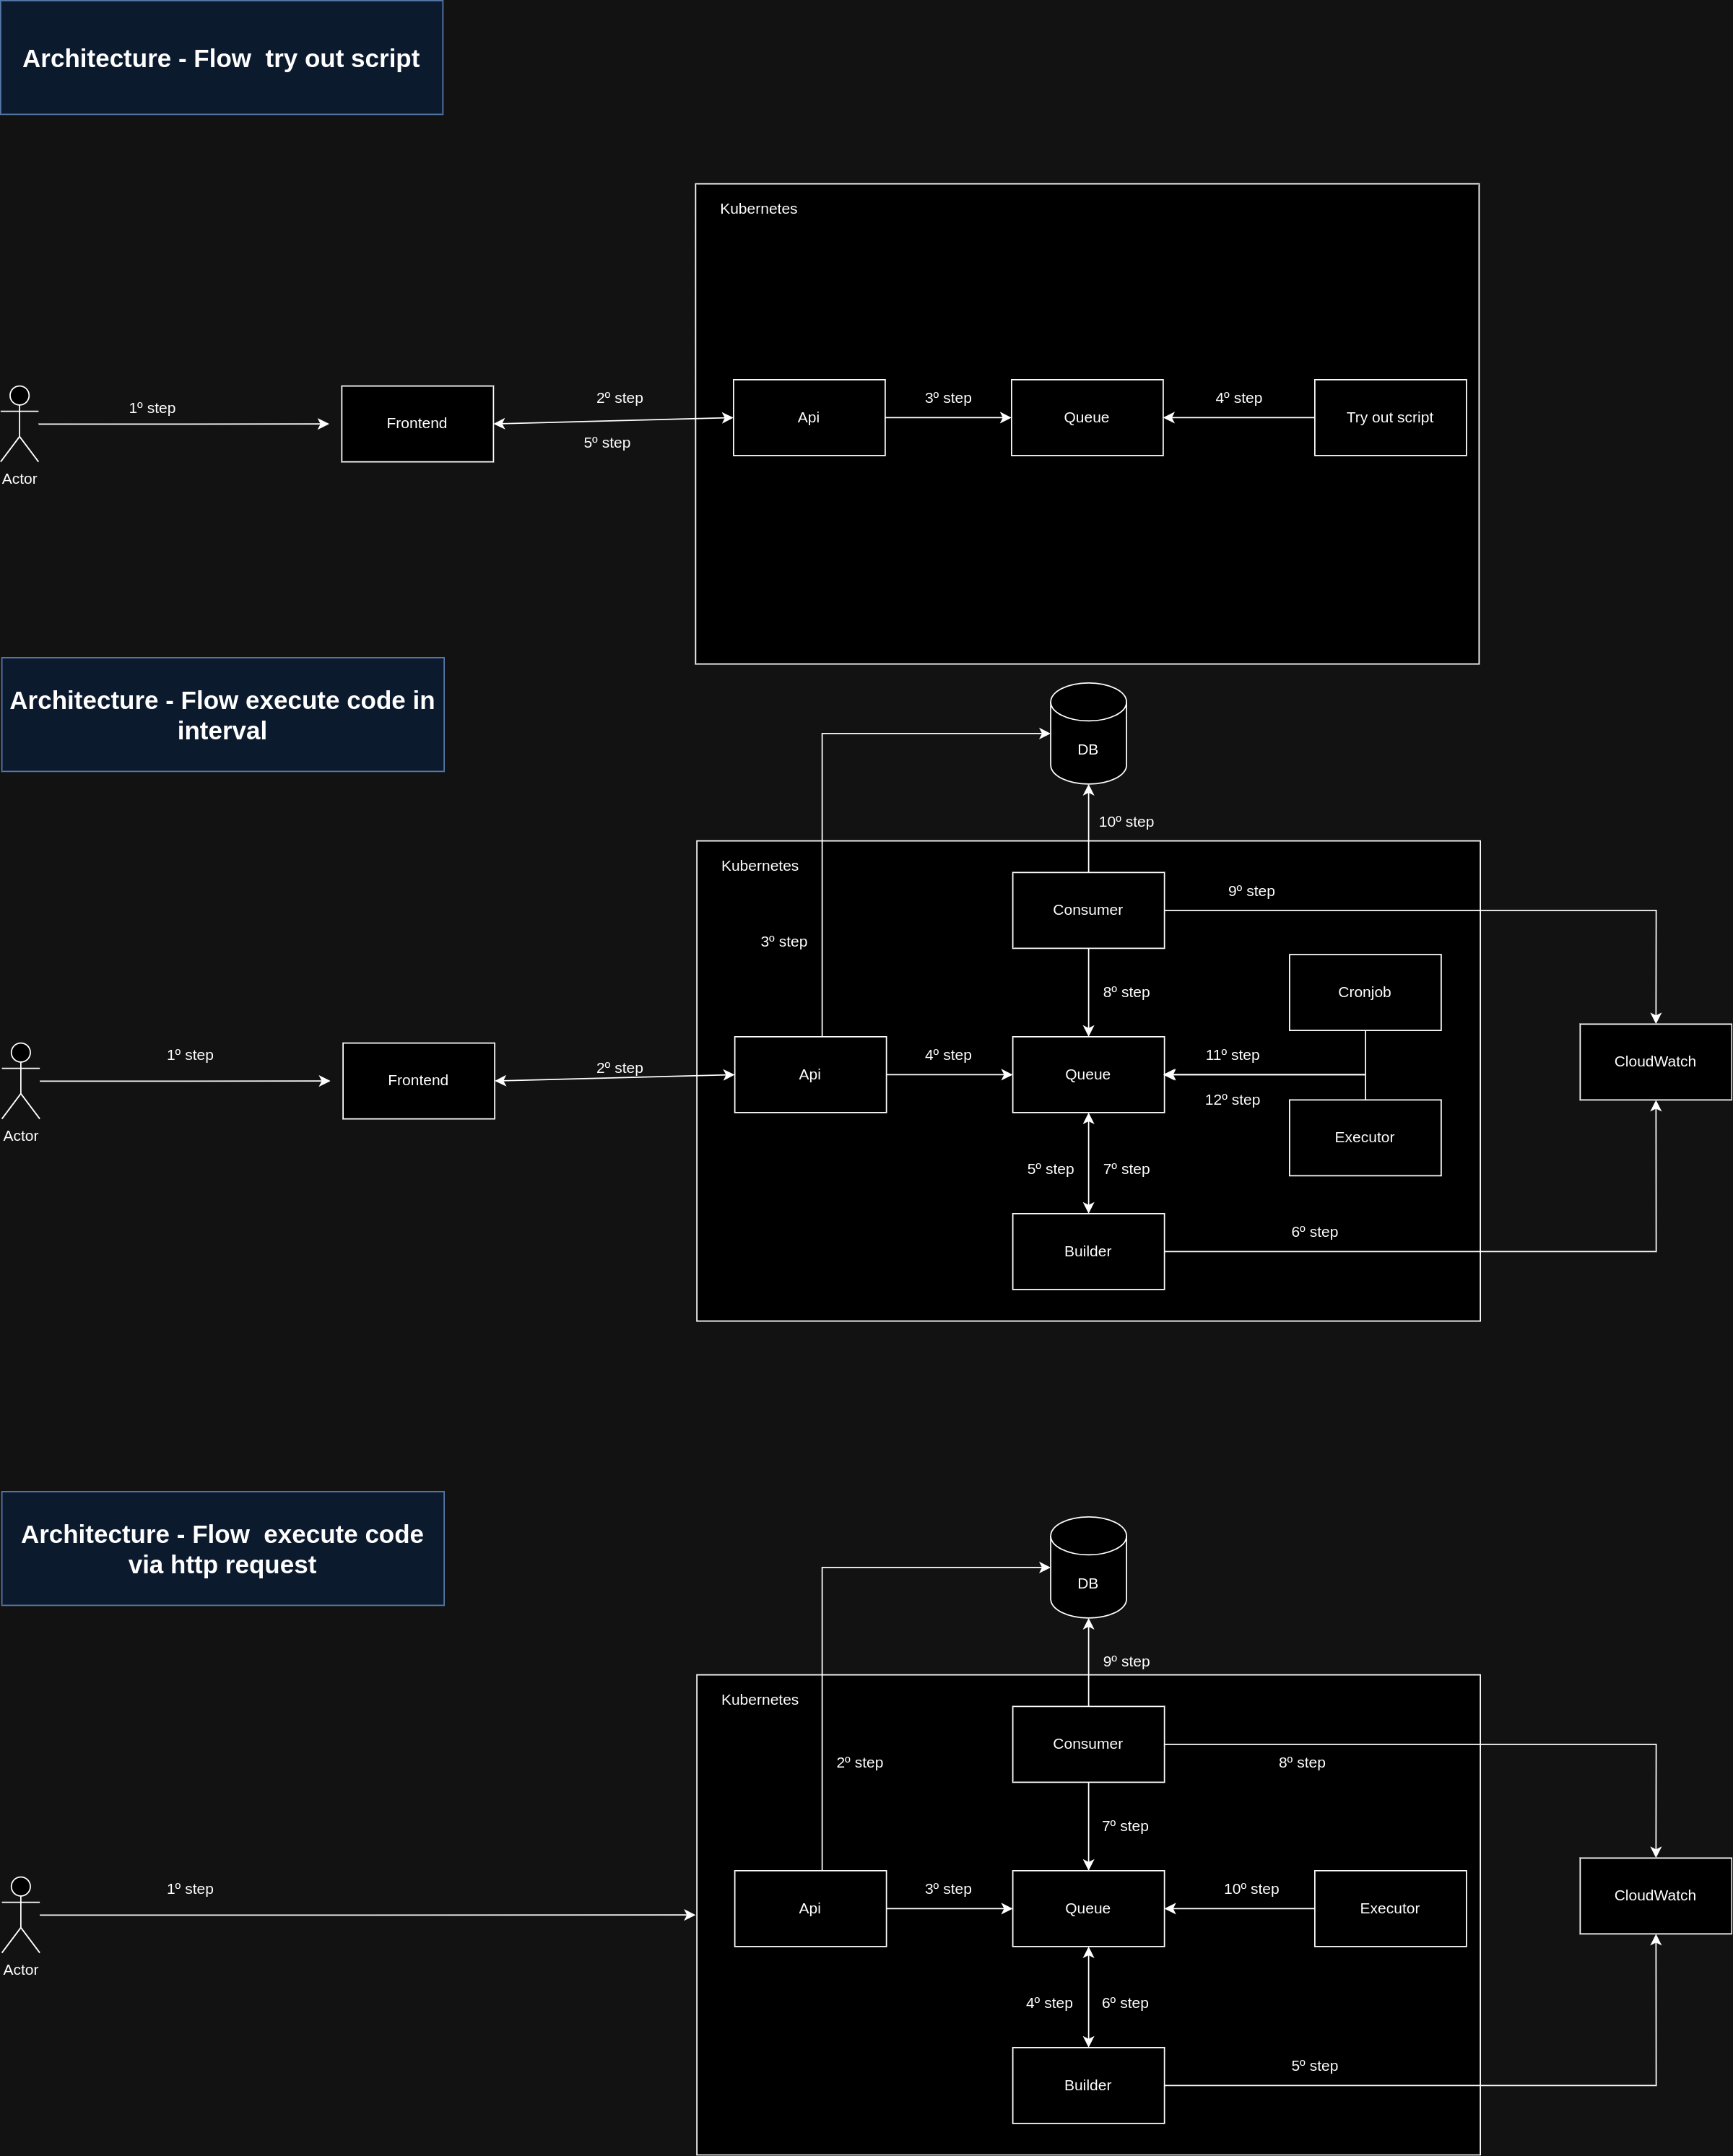 Architecture - Flow  try out script
Kubernetes
1º step
2º step
3º step
4º step
Frontend
Api
Queue
Try out script
5º step
Actor
Architecture - Flow execute code in
interval
DB
10º step
Kubernetes
9º step
Consumer
3º step
8º step
Cronjob
1º step
2º step
4º step
11º step
CloudWatch
Frontend
Api
Queue
12º step
Actor
Executor
5º step
7º step
6º step
Builder
Architecture - Flow  execute code
via http request
DB
9º step
Kubernetes
Consumer
2º step
8º step
7º step
1º step
3º step
10º step
CloudWatch
Api
Queue
Executor
Actor
4º step
6º step
5º step
Builder